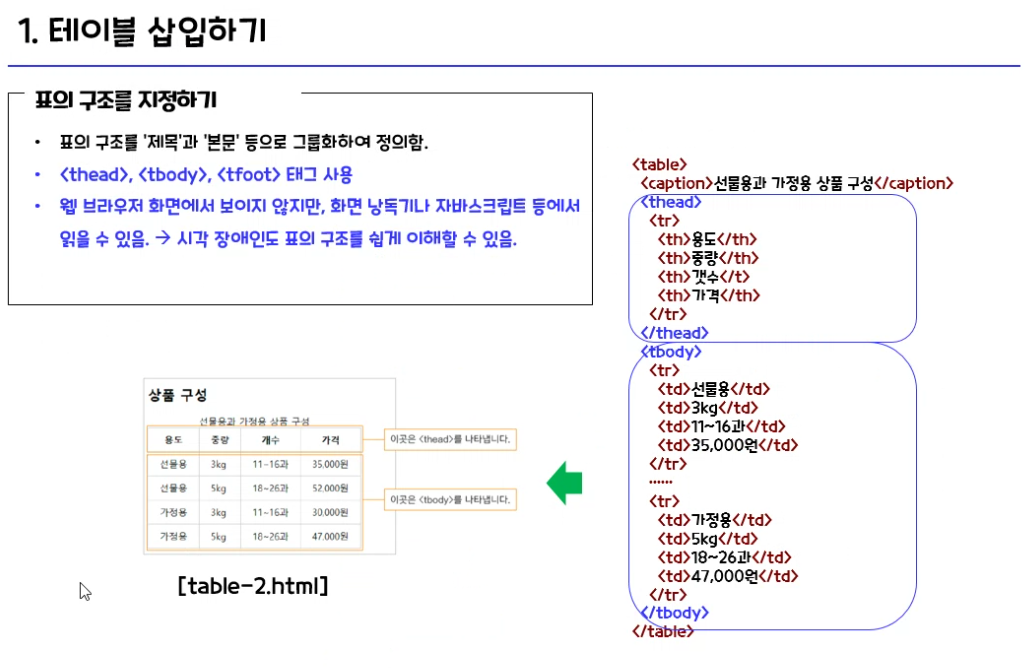 1. 테이블 삽입하기
표의 구조를 지정하기
• 표의 구조를 '제목'과 '본문' 등으로 그룹화하여 정의함.
• <thead>, <tbody>, <tfoot> 태그 사용
• 웹 브라우저 화면에서 보이지 않지만, 화면 낭독기나 자바스크립트 등에서
읽을 수 있음. → 시각 장애인도 표의 구조를 쉽게 이해할 수 있음.
<table>
<caption>선물용과 가정용 상품 구성</caption>
<thead>
<tr>
<th>용도</th>
<th>중량</th>
<th>갯수</t>
<th>가격</th>
</tr>
</thead>
<tbody>
<tr>
<td>선물용</td>
<td>3kg</td>
<td>11~16과</td>
<td>35,000원</td>
</tr>
......
<tr>
<td>가정용</td>
<td>5kg</td>
<td>18~26과</td>
<td>47,000원</td>
</tr>
</tbody>
</table>
상품 구성
선물용과 가정용 상품 구성
용도 중량 개수 가격
선물용 3kg 11~16과 35,000원
선물용 5kg 18~26과 52,000원
가정용 3kg 11~16과 30,000원
가정용 5kg 18~26과 47,000원
이곳은 <thead>를 나타냅니다.
이곳은 <tbody>를 나타냅니다.
[table-2.html]